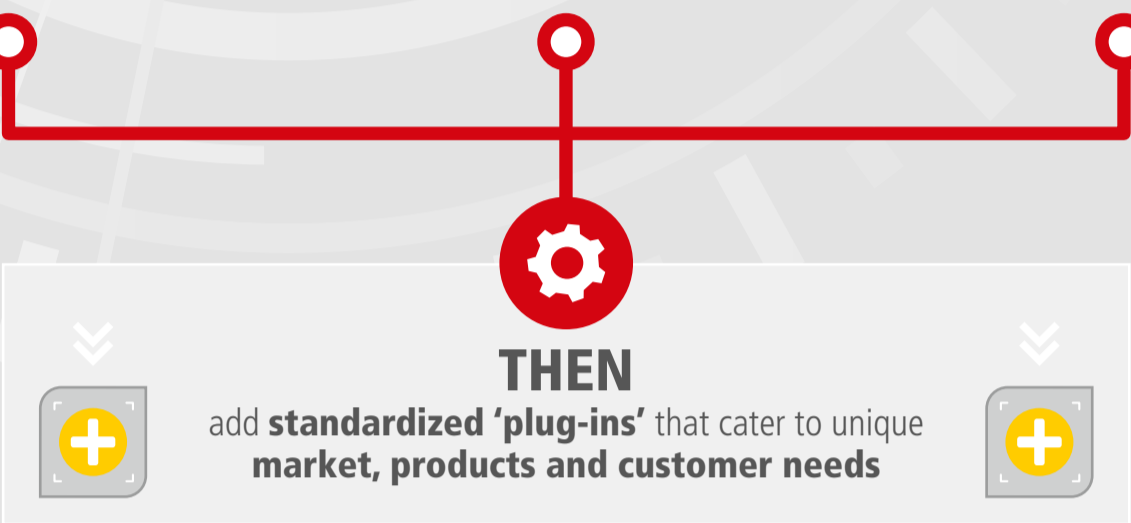 THEN
add standardized ‘plug-ins’ that cater to unique
market, products and customer needs